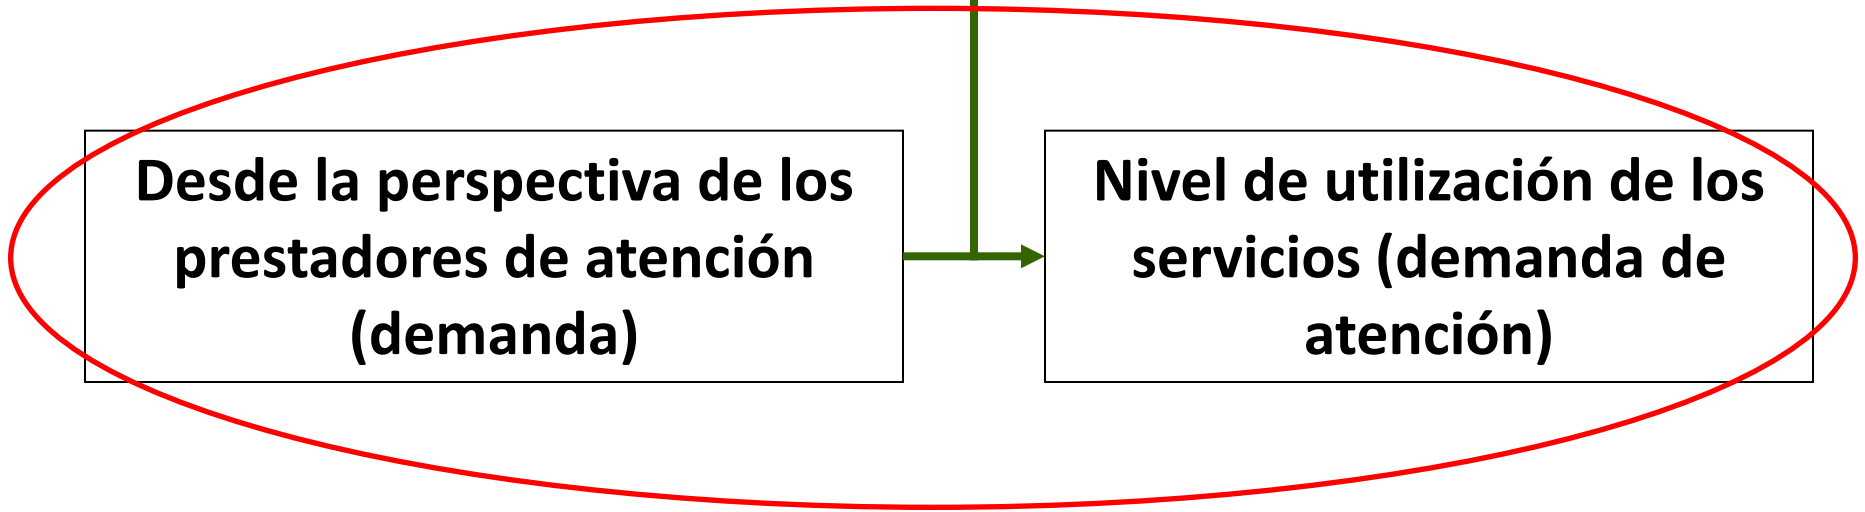 Desde la perspectiva de los
prestadores de atención
(demanda)
Nivel de utilización de los
servicios (demanda de
atención)